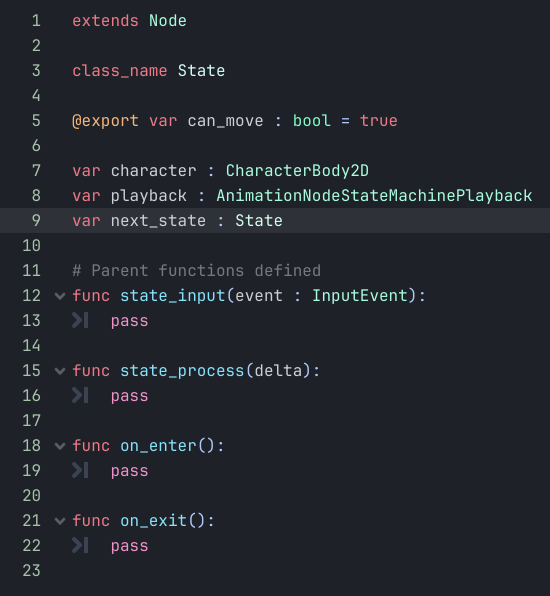 1 extends Node
2
3 class_name State
4
5 @export var can_move : bool = true
6
7 var character : CharacterBody2D
8 var playback : AnimationNodeStateMachinePlayback
9 var next_state : State
10
11 # Parent functions defined
12 func state_input(event : InputEvent):
13 pass
14
15 func state_process(delta):
16 pass
17
18 func on_enter():
19 pass
20
21 func on_exit():
22 pass
23